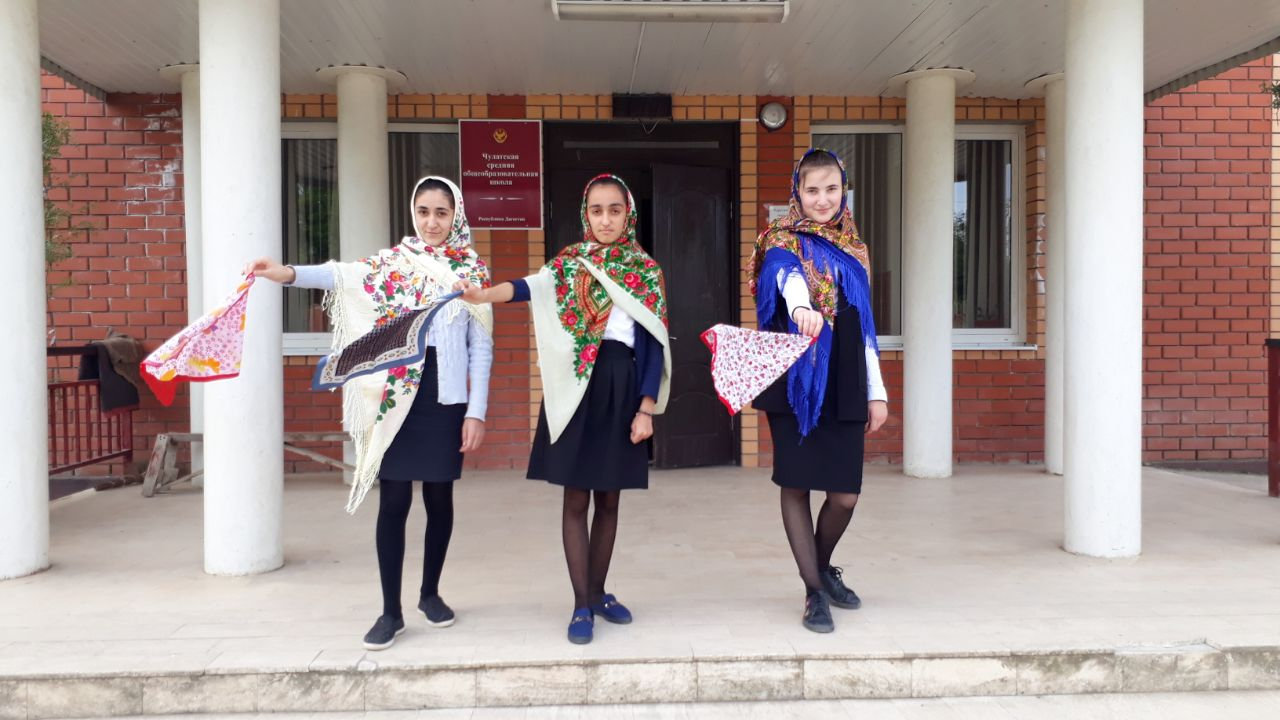 Чулатская
средняя
общеобразовательная
школа
Республика Дагестан